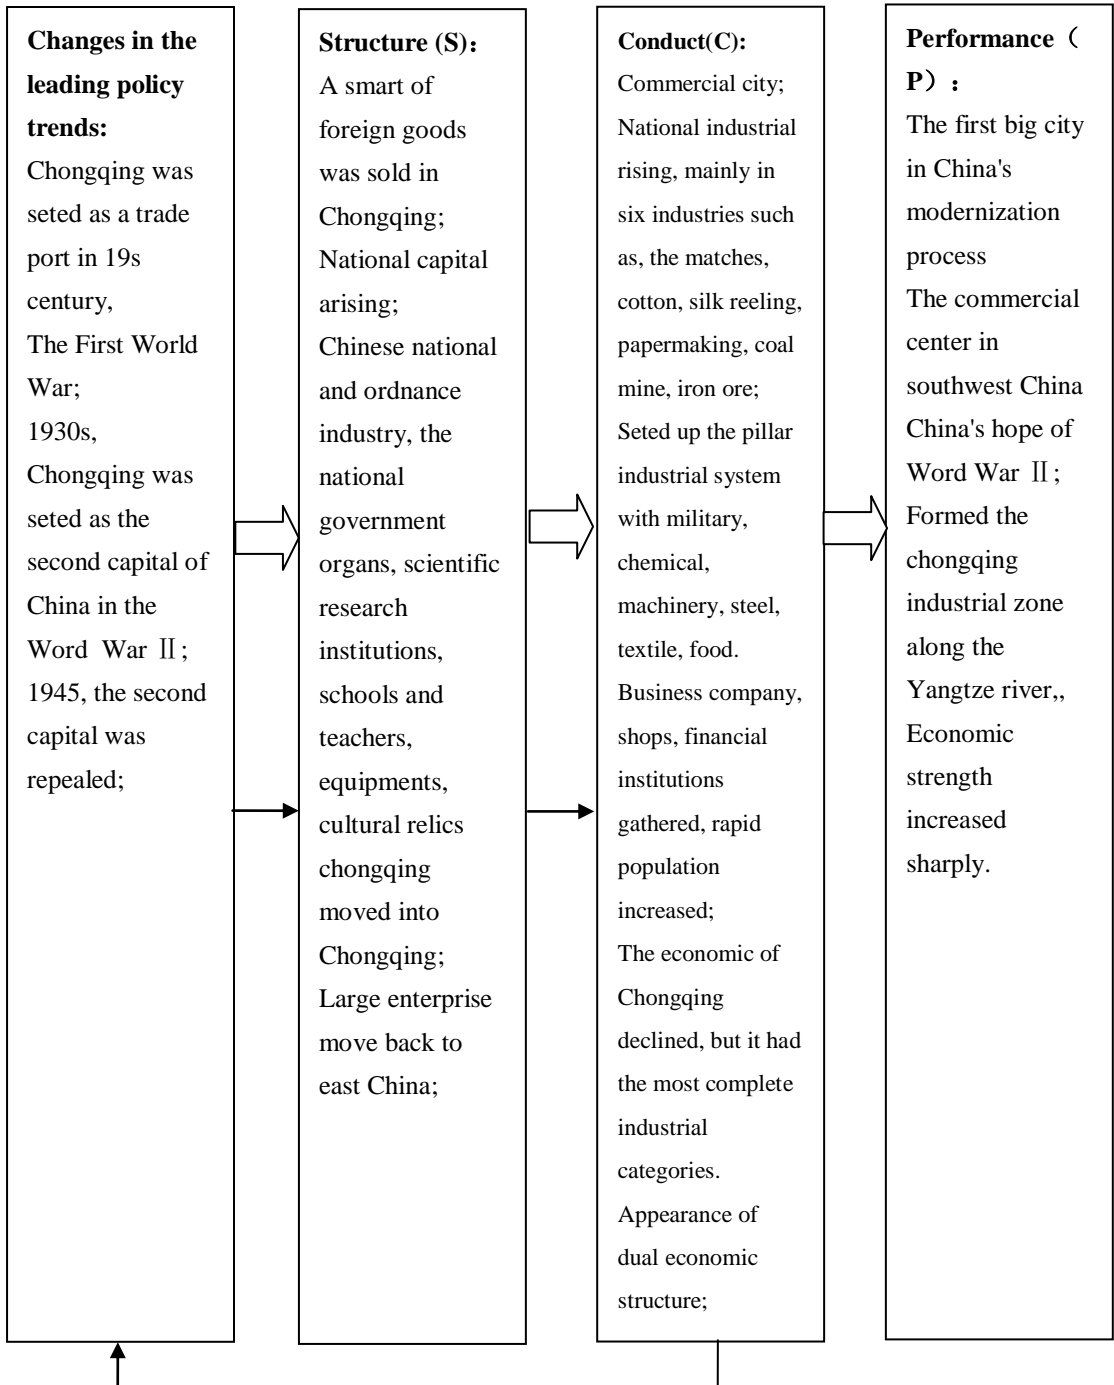 Changes in the
leading policy
trends:
Chongqing was
seted as a trade
port in 19s
century,
The First World
War;
1930s,
Chongqing was
seted as the
second capital of
China in the
Word War Ⅱ;
1945, the second
capital was
repealed;
Structure (S)：
A smart of
foreign goods
was sold in
Chongqing;
National capital
arising;
Chinese national
and ordnance
industry, the
national
government
organs, scientific
research
institutions,
schools and
teachers,
equipments,
cultural relics
chongqing
moved into
Chongqing;
Large enterprise
move back to
east China;
Conduct(C):
Commercial city;
National industrial
rising, mainly in
six industries such
as, the matches,
cotton, silk reeling,
papermaking, coal
mine, iron ore;
Seted up the pillar
industrial system
with military,
chemical,
machinery, steel,
textile, food.
Business company,
shops, financial
institutions
gathered, rapid
population
increased;
The economic of
Chongqing
declined, but it had
the most complete
industrial
categories.
Appearance of
dual economic
structure;
Performance（
P）：
The first big city
in China's
modernization
process
The commercial
center in
southwest China
China's hope of
Word War Ⅱ;
Formed the
chongqing
industrial zone
along the
Yangtze river,,
Economic
strength
increased
sharply.